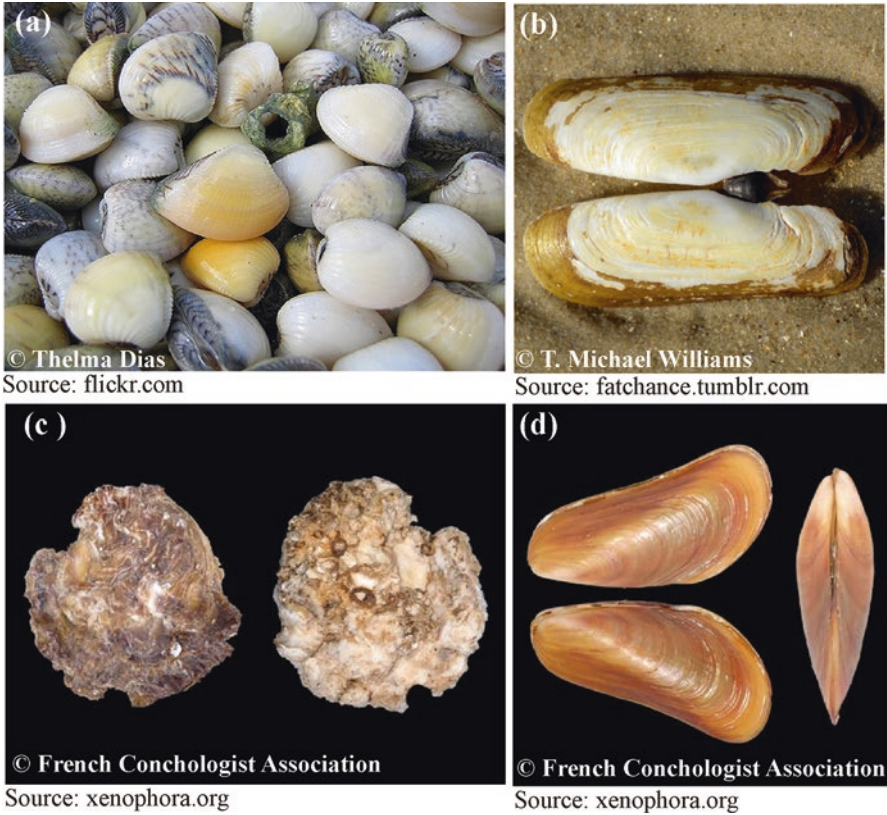 (a)
(b)
© Thelma Dias
© T. Michael Williams
Source: flickr.com
Source: fatchance.tumblr.com
(c )
(d)
© French Conchologist Association
© French Conchologist Association
Source: xenophora.org
Source: xenophora.org